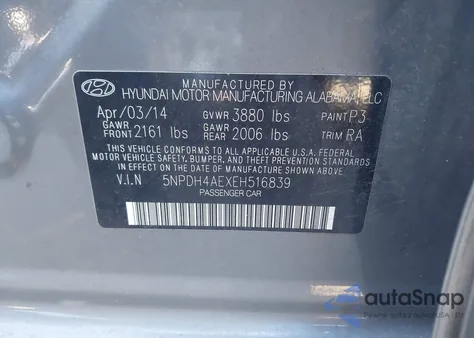 MANUFACTURED BY
HYUNDAI MOTOR MANUFACTURING ALABAMA, LLC
Apr/03/14 GVWR 3880 lbs PAINT P3
GAWR FRONT 2161 lbs GAWR REAR 2006 lbs TRIM RA
THIS VEHICLE CONFORMS TO ALL APPLICABLE U.S.A. FEDERAL
MOTOR VEHICLE SAFETY, BUMPER, AND THEFT PREVENTION STANDARDS
IN EFFECT ON THE DATE OF MANUFACTURE SHOWN ABOVE.
V.I.N 5NPDH4AEXEH516839
PASSENGER CAR
autoSnap